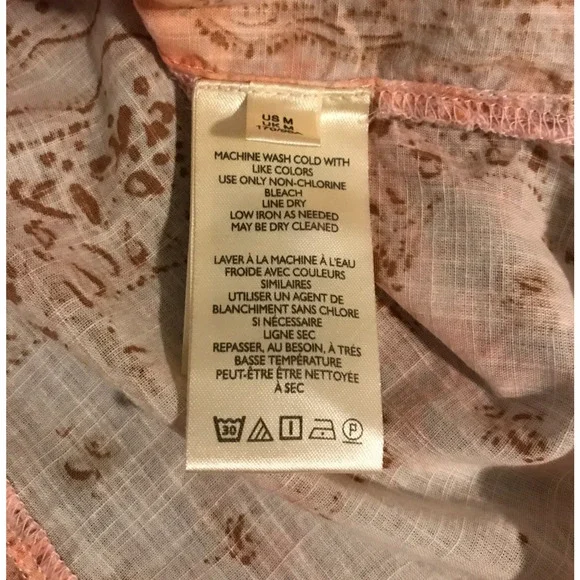 US M
UK M
MACHINE WASH COLD WITH
LIKE COLORS
USE ONLY NON-CHLORINE
BLEACH
LINE DRY
LOW IRON AS NEEDED
MAY BE DRY CLEANED
LAVER À LA MACHINE À L'EAU
FROIDE AVEC COULEURS
SIMILAIRES
UTILISER UN AGENT DE
BLANCHIMENT SANS CHLORE
SI NÉCESSAIRE
LIGNE SEC
REPASSER, AU BESOIN, À TRÈS
BASSE TEMPÉRATURE
PEUT-ÊTRE ÊTRE NETTOYÉE
À SEC
30 P